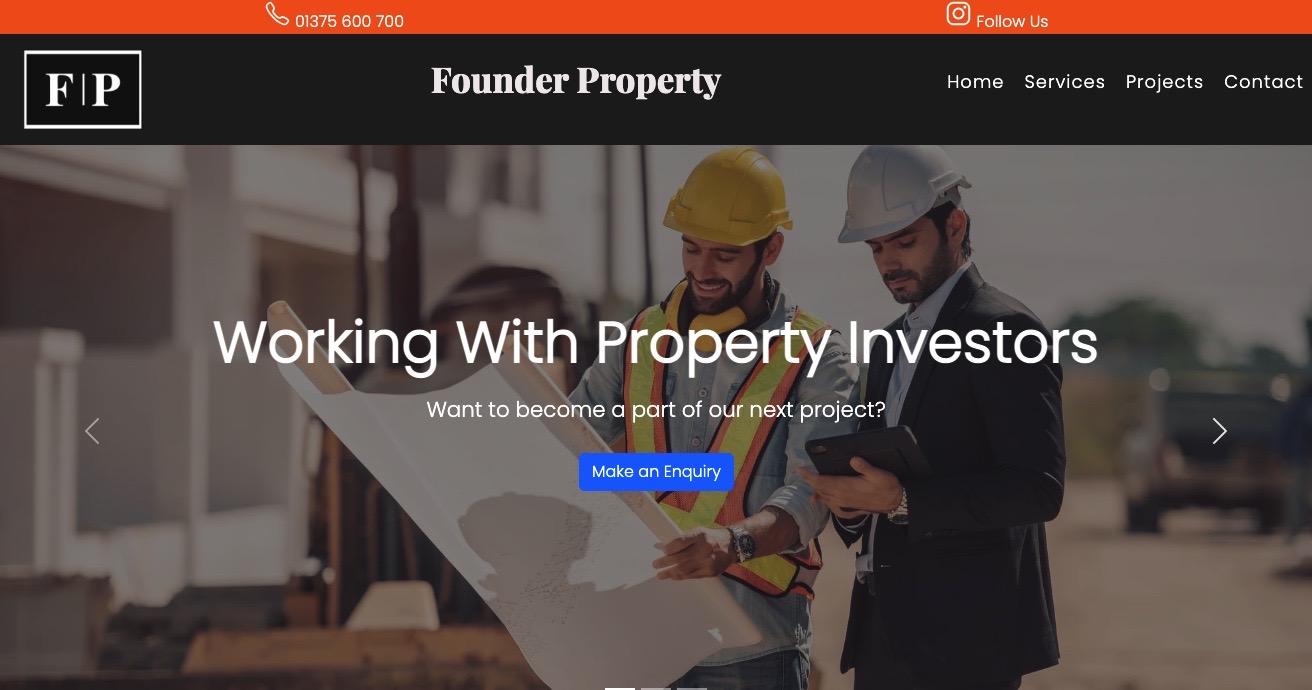 01375 600 700
Follow Us
F|P
Founder Property
Home Services Projects Contact
Working With Property Investors
Want to become a part of our next project?
Make an Enquiry